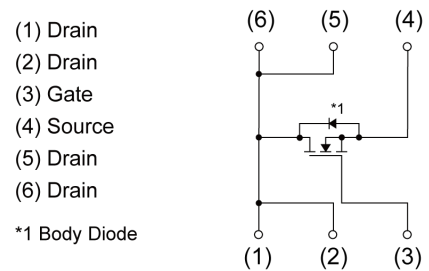 (1) Drain
(2) Drain
(3) Gate
(4) Source
(5) Drain
(6) Drain
*1 Body Diode
(6) (5) (4)
*1
(1) (2) (3)